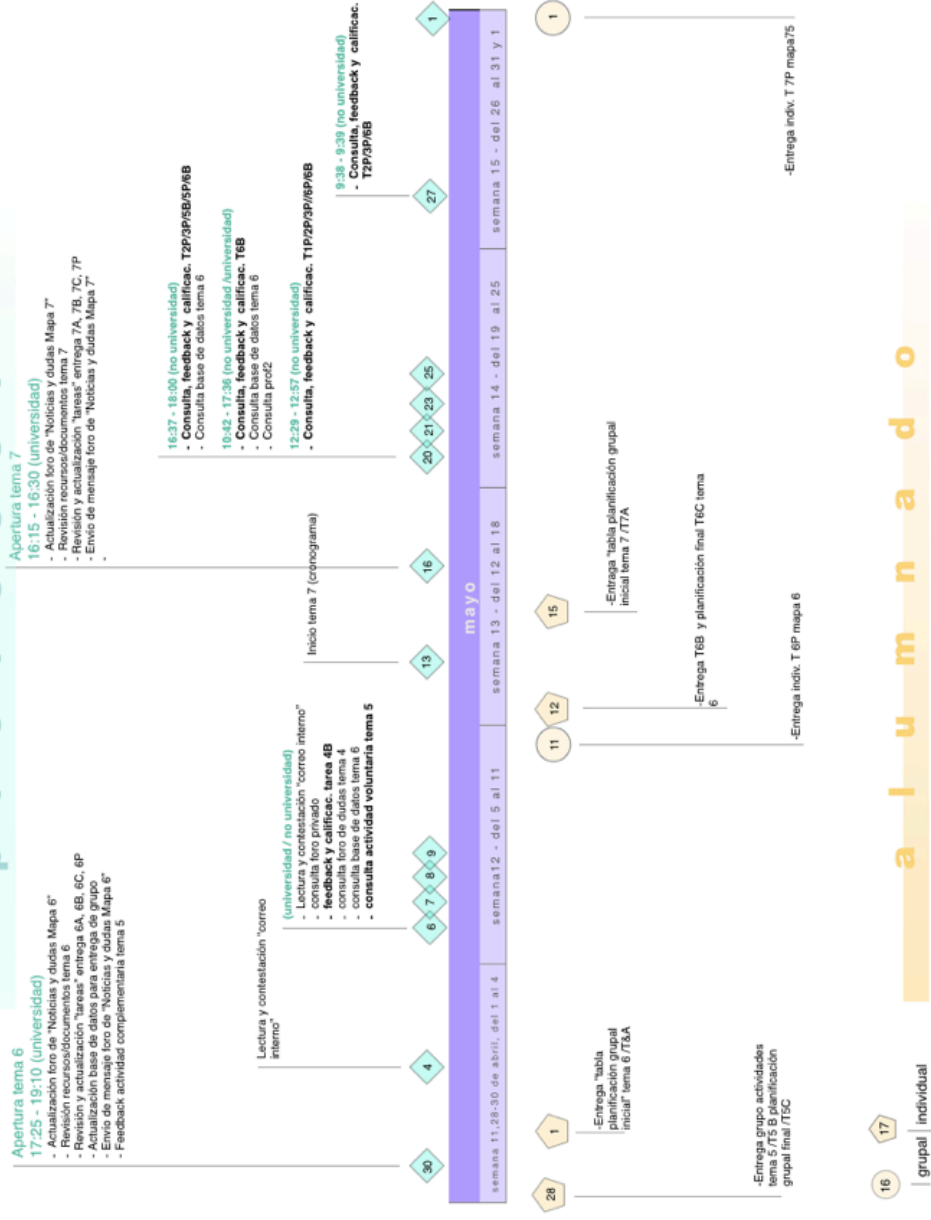 Apertura tema 6
17:25 - 19:10 (universidad)
- Actualización foro de "Noticias y dudas Mapa 6"
- Revisión recursos/documentos tema 6
- Revisión y actualización "tareas" entrega 6A, 6B, 6C, 6P
- Actualización base de datos para entrega de grupo
- Envio de mensaje foro de "Noticias y dudas Mapa 6"
- Feedback actividad complementaria tema 5
Lectura y contestación "correo
interno"
(universidad / no universidad)
- Lectura y contestación "correo interno"
- consulta foro privado
- feedback y calificac. tarea 4B
- consulta foro de dudas tema 4
- consulta base de datos tema 6
- consulta actividad voluntaria tema 5
Inicio tema 7 (cronograma)
Apertura tema 7
16:15 - 16:30 (universidad)
- Actualización foro de "Noticias y dudas Mapa 7"
- Revisión recursos/documentos tema 7
- Revisión y actualización "tareas" entrega 7A, 7B, 7C, 7P
- Envio de mensaje foro de "Noticias y dudas Mapa 7"
-
16:37 - 18:00 (no universidad)
- Consulta, feedback y calificac. T2P/3P/5B/5P/6B
- Consulta base de datos tema 6
10:42 - 17:36 (no universidad /universidad)
- Consulta, feedback y calificac. T6B
- Consulta base de datos tema 6
- Consulta prof2
12:29 - 12:57 (no universidad)
- Consulta, feedback y calificac. T1P/2P/3P//6P/6B
9:38 - 9:39 (no universidad)
- Consulta, feedback y calificac.
T2P/3P/6B
30 4 6 7 8 9 13 16 20 21 23 25 27 1
mayo
semana 11,28-30 de abril, del 1 al 4
semana12 - del 5 al 11
semana 13 - del 12 al 18
semana 14 - del 19 al 25
semana 15 - del 26 al 31 y 1
28 1 11 12 15 1
-Entrega "tabla
planificación grupal
inicial" tema 6 /T&A
-Entrega grupo actividades
tema 5 /T5 B planificación
grupal final /T5C
-Entraga "tabla planificación grupal
inicial tema 7 /T7A
-Entrega T6B y planificación final T6C tema
6
-Entrega indiv. T 6P mapa 6
-Entrega indiv. T 7P mapa75
alumnado
16 17
grupal individual